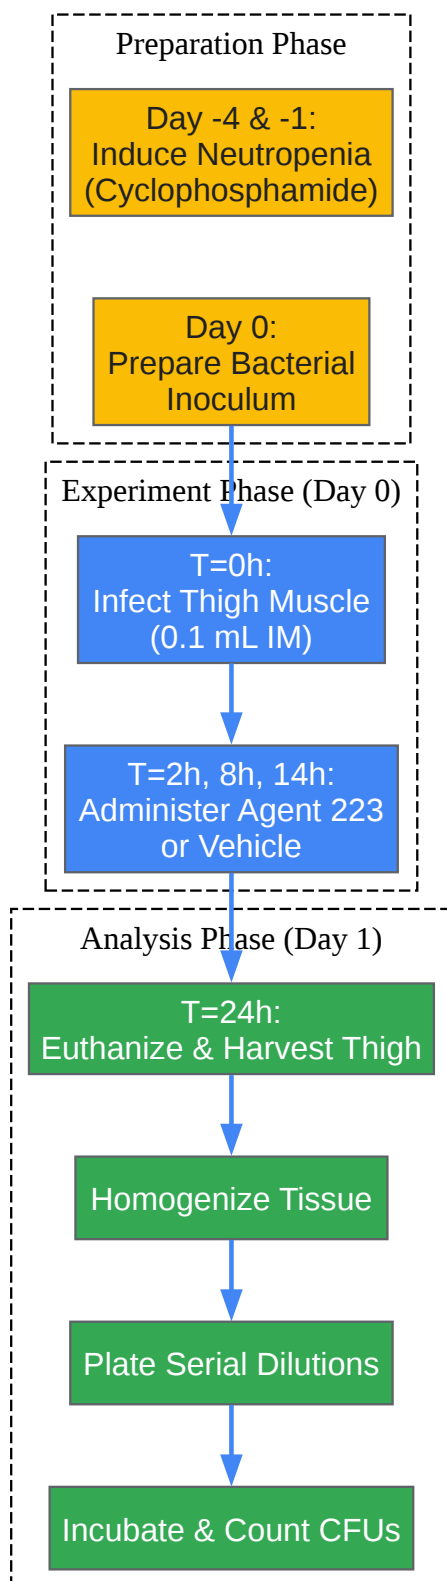 Preparation Phase
Day -4 & -1:
Induce Neutropenia
(Cyclophosphamide)
Day 0:
Prepare Bacterial
Inoculum
Experiment Phase (Day 0)
T=0h:
Infect Thigh Muscle
(0.1 mL IM)
T=2h, 8h, 14h:
Administer Agent 223
or Vehicle
Analysis Phase (Day 1)
T=24h:
Euthanize & Harvest Thigh
Homogenize Tissue
Plate Serial Dilutions
Incubate & Count CFUs